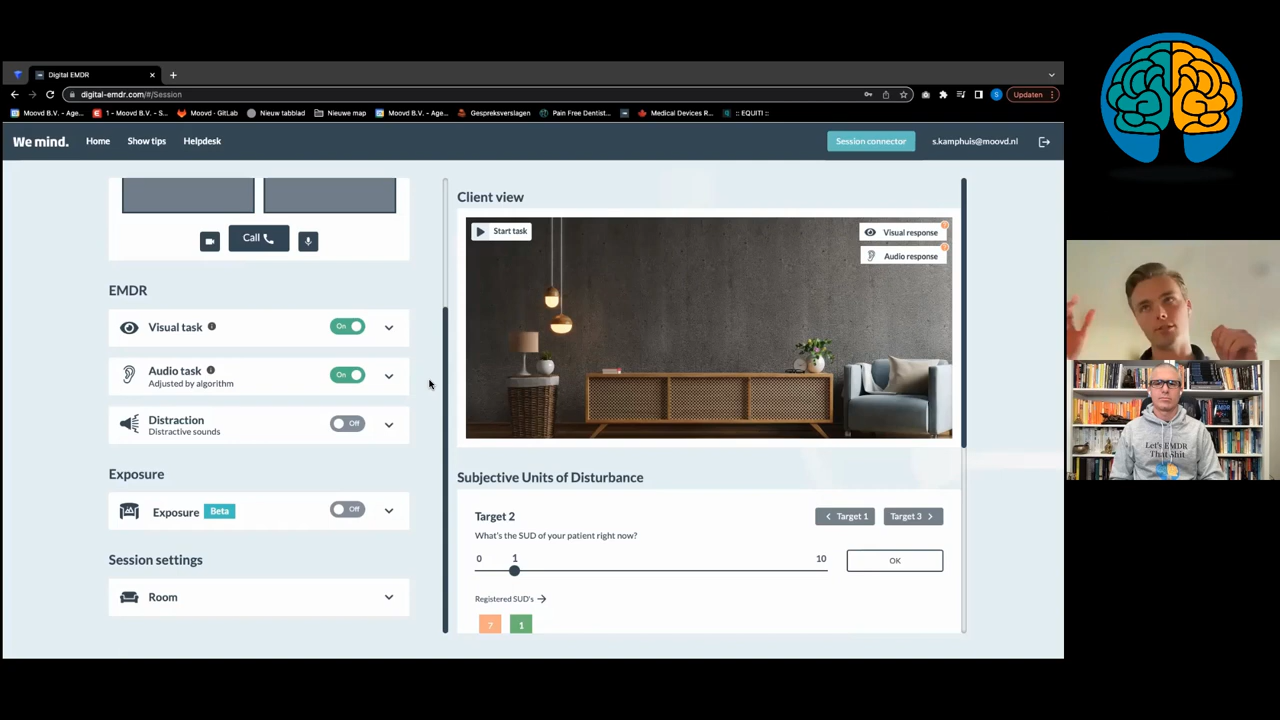 Digital EMDR
digital-emdr.com/#/Session
Updaten
Moovd B.V. - Age...
1 - Moovd B.V. - S...
Moovd · GitLab
Nieuw tabblad
Nieuwe map
Moovd B.V. - Age...
Gespreksverslagen
Pain Free Dentist...
Medical Devices R...
:: EQUITI ::
We mind.
Home
Show tips
Helpdesk
Session connector
s.kamphuis@moovd.nl
Call
EMDR
Visual task
On
Audio task
Adjusted by algorithm
On
Distraction
Distractive sounds
Off
Exposure
Exposure
Beta
Off
Session settings
Room
Client view
Start task
Visual response
Audio response
Subjective Units of Disturbance
Target 2
Target 1
Target 3
What's the SUD of your patient right now?
0
1
10
OK
Registered SUD's
7
1
Let's EMDR
That Shit
EMDR